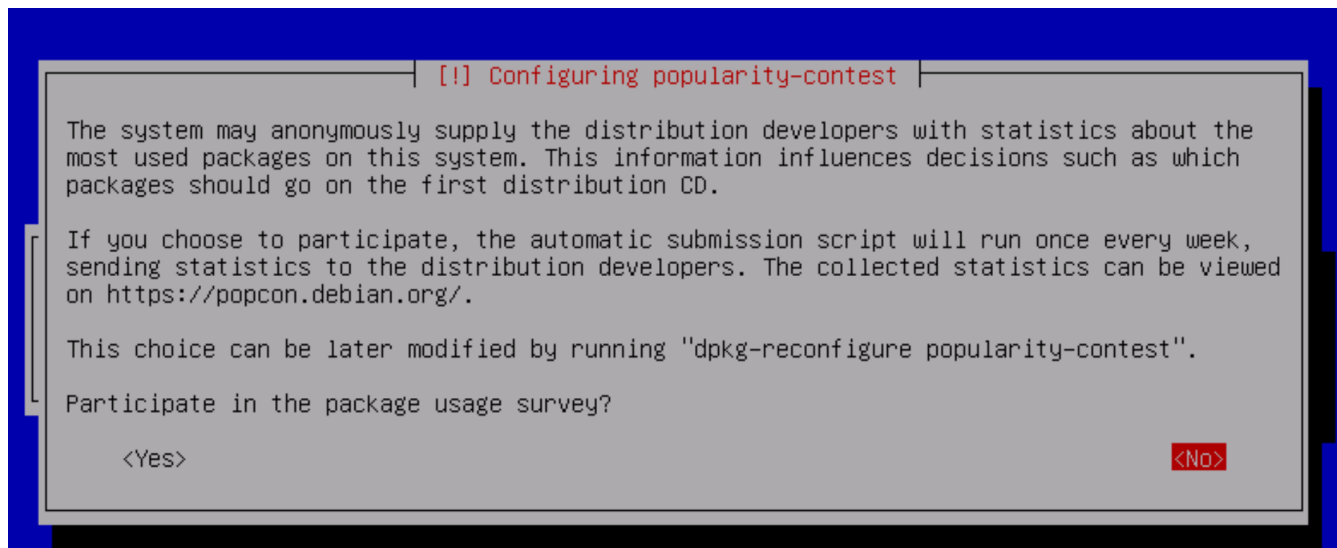 [!] Configuring popularity-contest
The system may anonymously supply the distribution developers with statistics about the
most used packages on this system. This information influences decisions such as which
packages should go on the first distribution CD.
If you choose to participate, the automatic submission script will run once every week,
sending statistics to the distribution developers. The collected statistics can be viewed
on https://popcon.debian.org/.
This choice can be later modified by running "dpkg-reconfigure popularity-contest".
Participate in the package usage survey?
<Yes> <No>